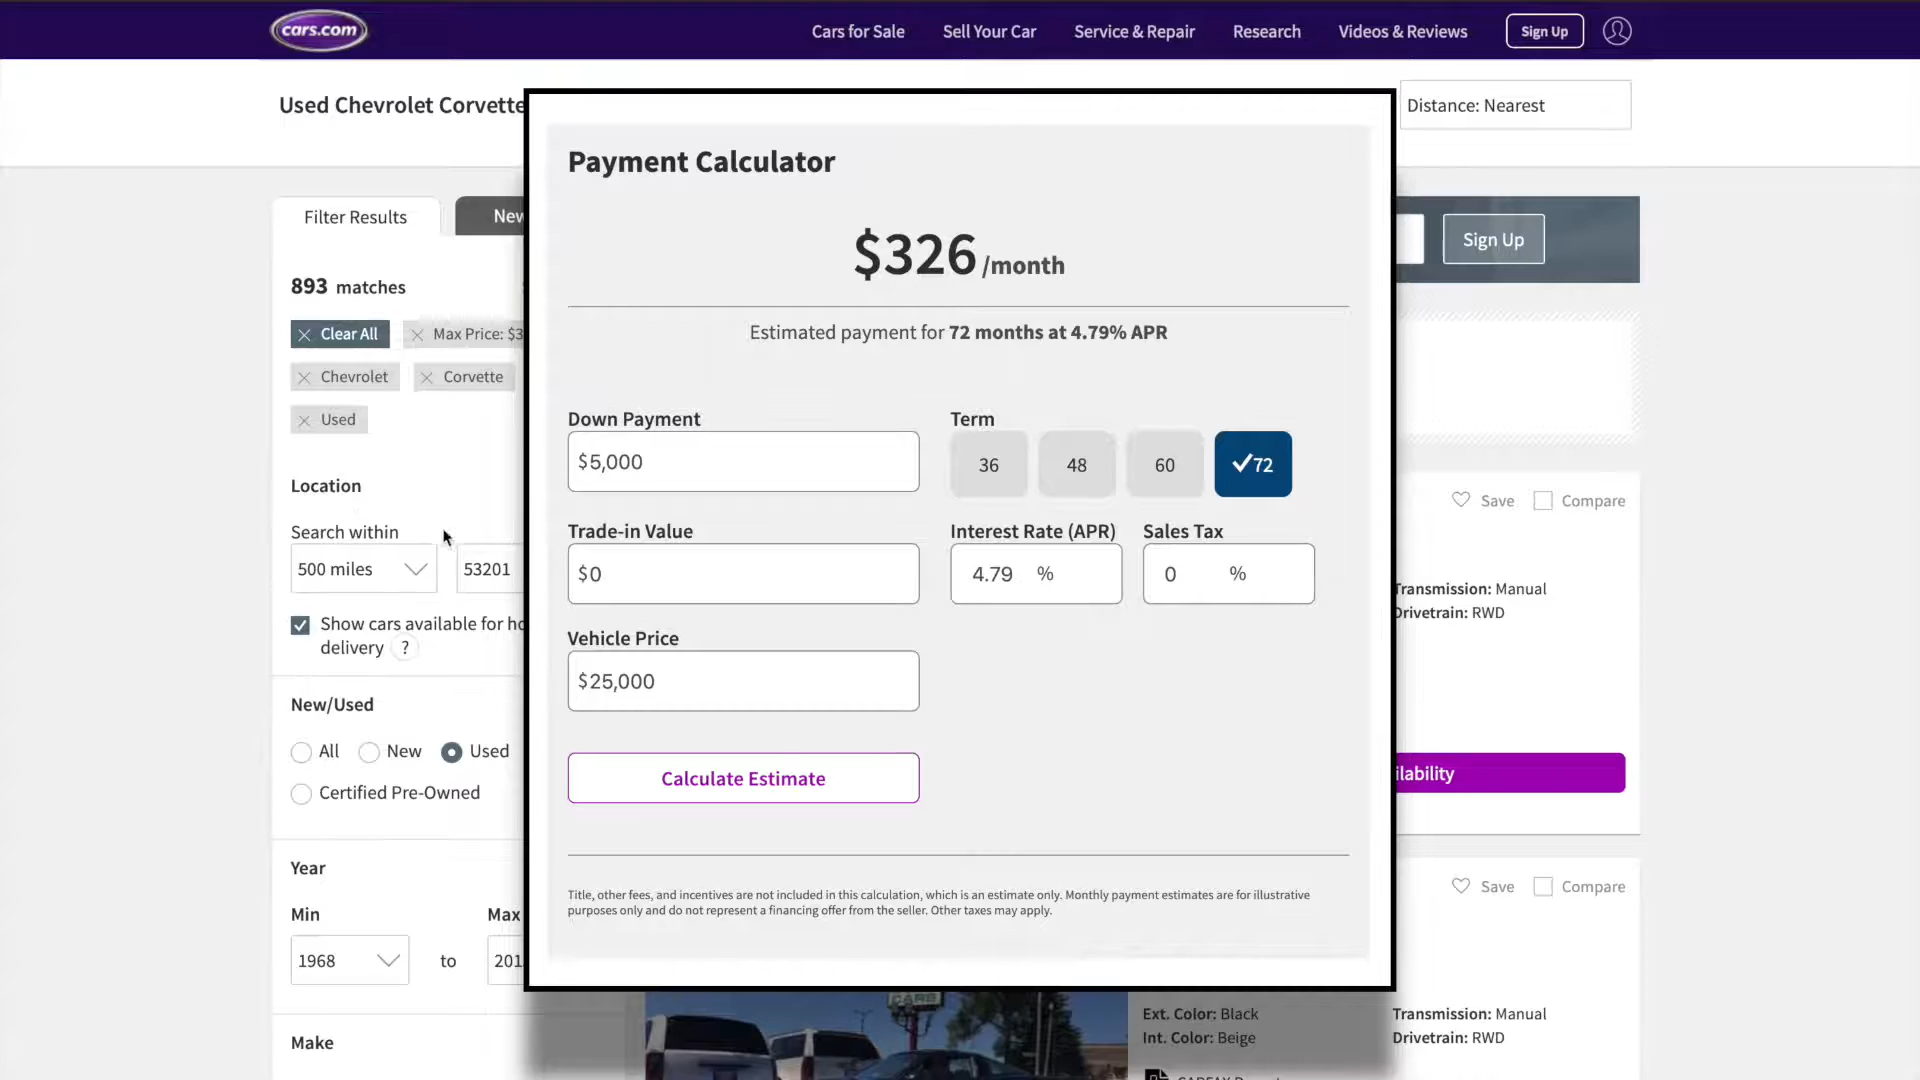 cars.com
Cars for Sale
Sell Your Car
Service & Repair
Research
Videos & Reviews
Sign Up
Used Chevrolet Corvette
Distance: Nearest
Filter Results
New
Sign Up
893 matches
Clear All
Max Price: $3
Chevrolet
Corvette
Used
Location
Search within
500 miles
53201
Show cars available for ho
delivery ?
New/Used
All
New
Used
Certified Pre-Owned
Year
Min
Max
1968
to
201
Make
Payment Calculator
$326 /month
Estimated payment for 72 months at 4.79% APR
Down Payment
$5,000
Term
36
48
60
72
Trade-in Value
$0
Interest Rate (APR)
4.79 %
Sales Tax
0 %
Vehicle Price
$25,000
Calculate Estimate
Title, other fees, and incentives are not included in this calculation, which is an estimate only. Monthly payment estimates are for illustrative
purposes only and do not represent a financing offer from the seller. Other taxes may apply.
Save
Compare
Transmission: Manual
Drivetrain: RWD
ilability
Save
Compare
CARS
Ext. Color: Black
Int. Color: Beige
Transmission: Manual
Drivetrain: RWD